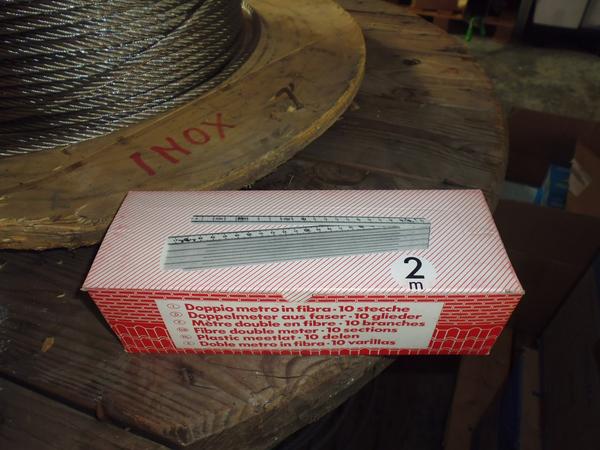 INOX
2
m
Doppio metro in fibra · 10 stecche
Doppelmeter aus faser · 10 glieder
Mètre double en fibre · 10 branches
Fibre double meter · 10 sections
Plastic meetlat · 10 delen
Doble metro in fibra · 10 varillas